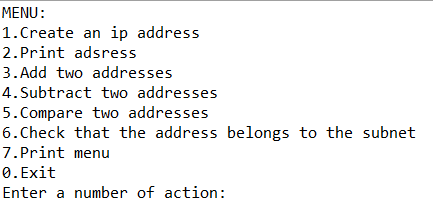 MENU:
1.Create an ip address
2.Print adsress
3.Add two addresses
4.Subtract two addresses
5.Compare two addresses
6.Check that the address belongs to the subnet
7.Print menu
0.Exit
Enter a number of action: